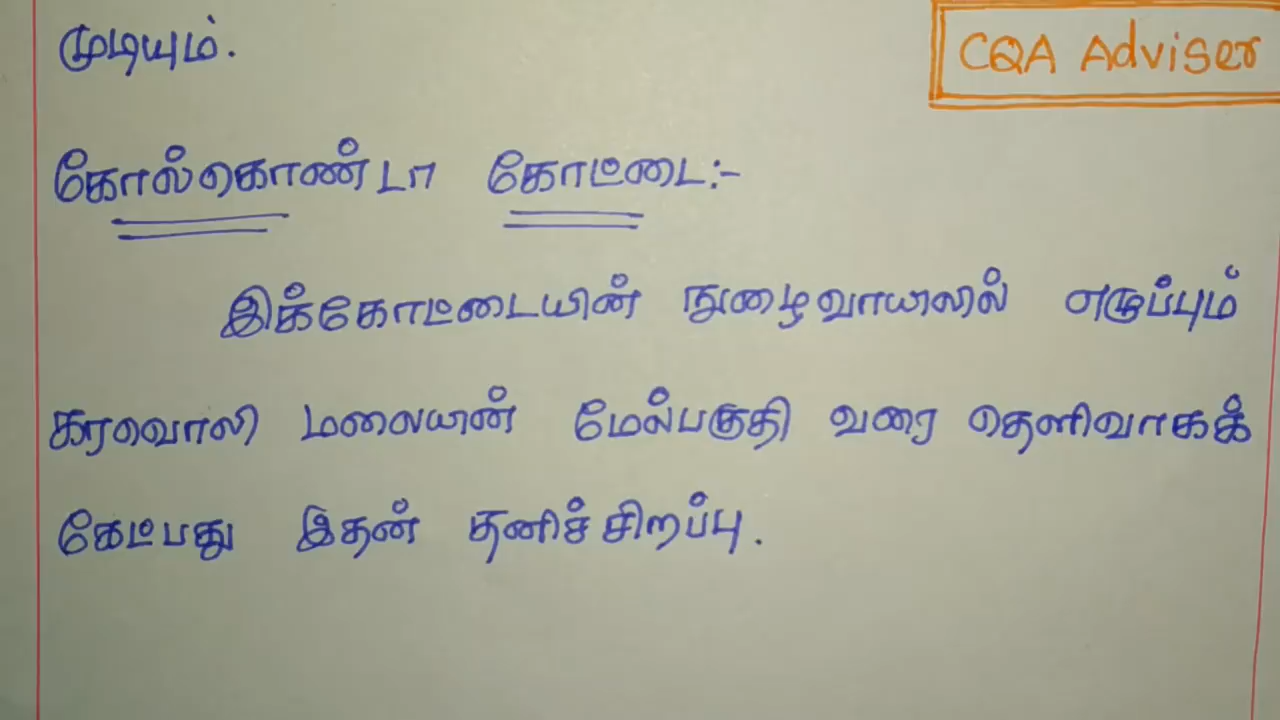 முடியும்.
CQA Adviser
கோல்கொண்டா கோட்டை:-
இக்கோட்டையின் நுழைவாயிலில் எழுப்பும்
கரவொலி மலையின் மேல்பகுதி வரை தெளிவாகக்
கேட்பது இதன் தனிச்சிறப்பு.